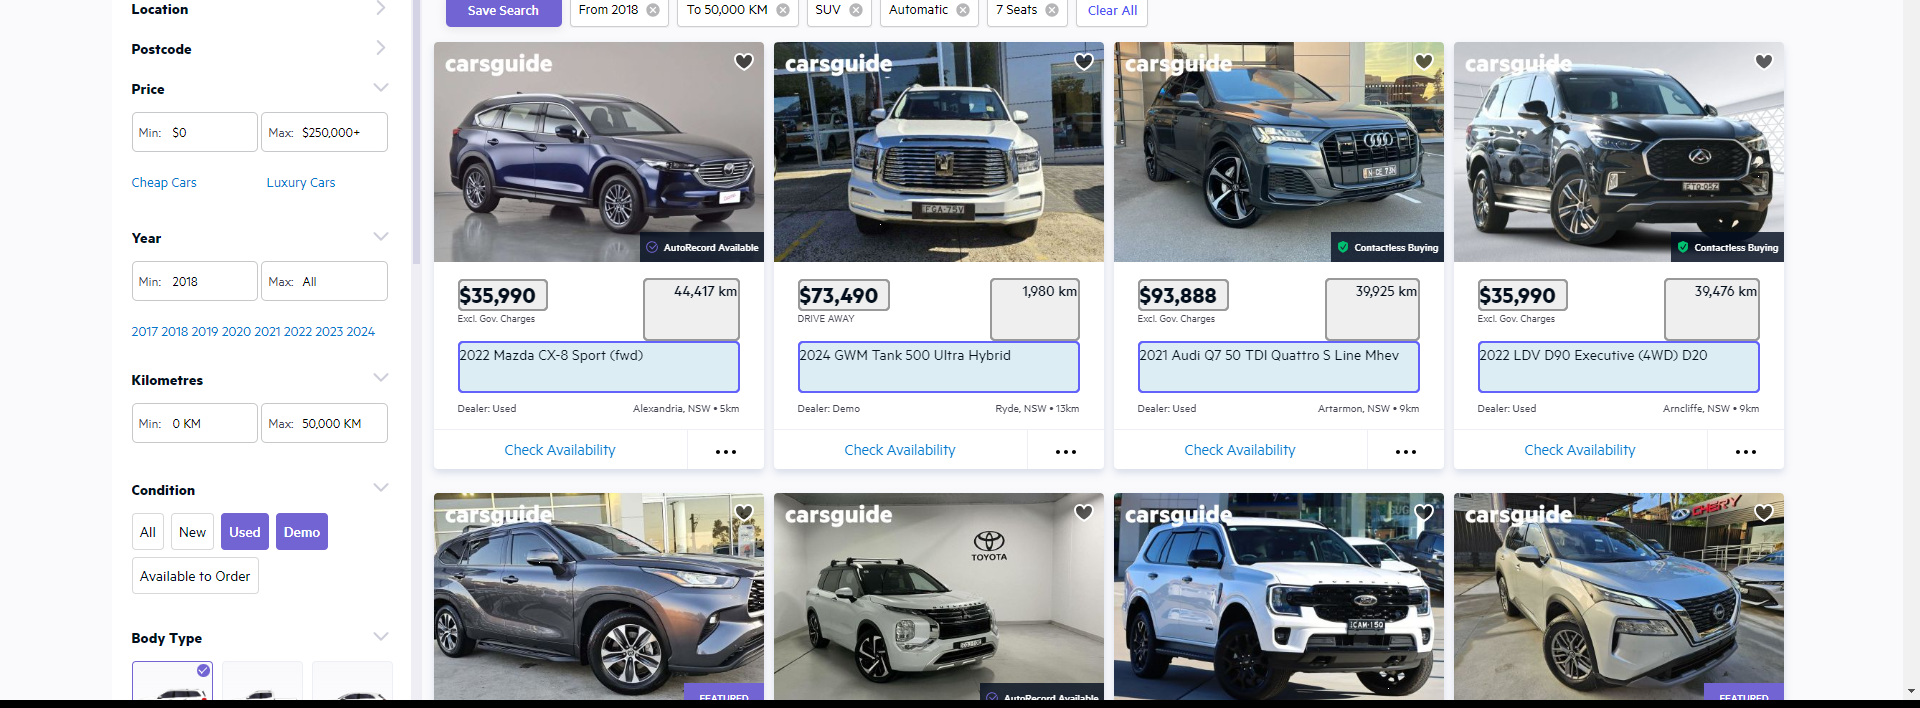 Location
Postcode
Price
Min: $0
Max: $250,000+
Cheap Cars
Luxury Cars
Year
Min: 2018
Max: All
2017 2018 2019 2020 2021 2022 2023 2024
Kilometres
Min: 0 KM
Max: 50,000 KM
Condition
All
New
Used
Demo
Available to Order
Body Type
Save Search
From 2018
To 50,000 KM
SUV
Automatic
7 Seats
Clear All
carsguide
AutoRecord Available
$35,990
44,417 km
Excl. Gov. Charges
2022 Mazda CX-8 Sport (fwd)
Dealer: Used
Alexandria, NSW • 5km
Check Availability
carsguide
$73,490
1,980 km
DRIVE AWAY
2024 GWM Tank 500 Ultra Hybrid
Dealer: Demo
Ryde, NSW • 13km
Check Availability
carsguide
Contactless Buying
$93,888
39,925 km
Excl. Gov. Charges
2021 Audi Q7 50 TDI Quattro S Line Mhev
Dealer: Used
Artarmon, NSW • 9km
Check Availability
carsguide
Contactless Buying
$35,990
39,476 km
Excl. Gov. Charges
2022 LDV D90 Executive (4WD) D20
Dealer: Used
Arncliffe, NSW • 9km
Check Availability
carsguide
FEATURED
carsguide
TOYOTA
AutoRecord Available
carsguide
carsguide
CHERY
FEATURED